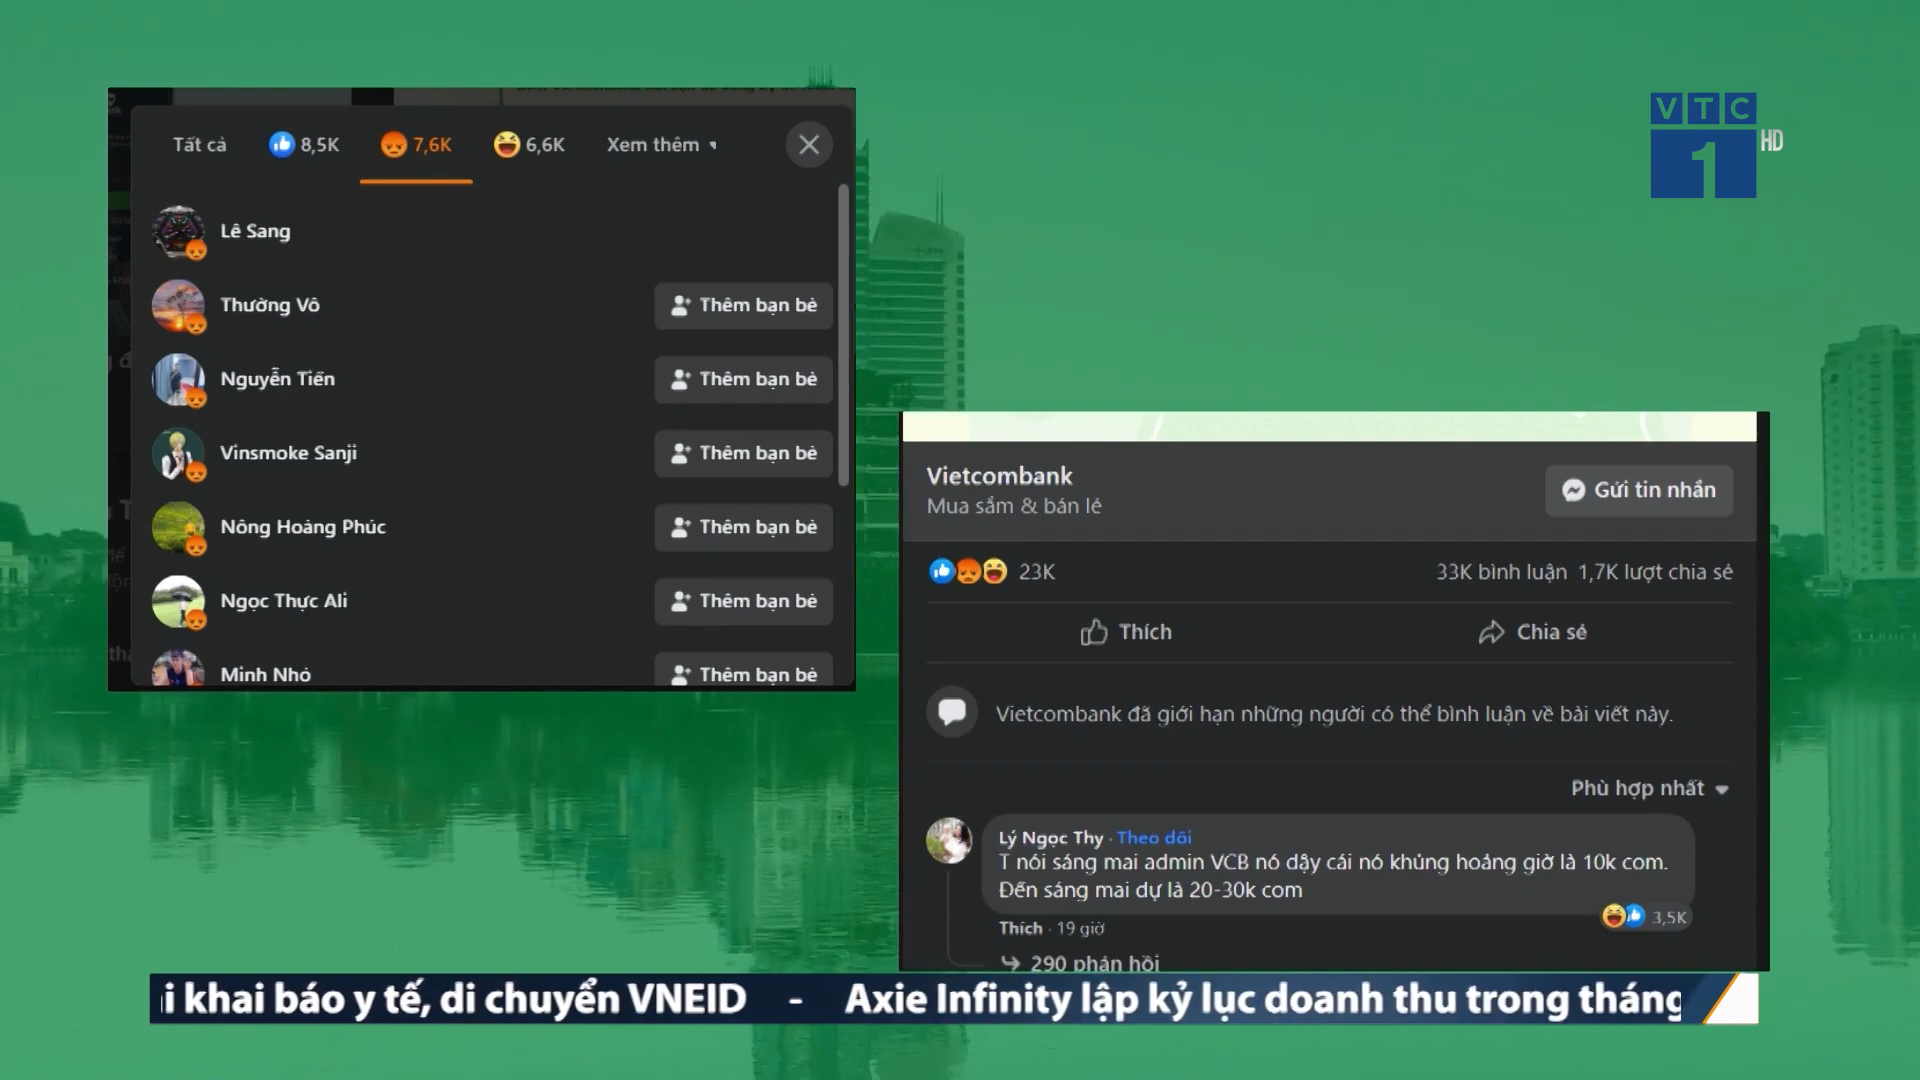 VTC
1
HD
Tất cả 8,5K 7,6K 6,6K Xem thêm
Lê Sang
Thường Võ
Thêm bạn bè
Nguyễn Tiến
Thêm bạn bè
Vinsmoke Sanji
Thêm bạn bè
Nông Hoàng Phúc
Thêm bạn bè
Ngọc Thực Ali
Thêm bạn bè
Minh Nhỏ
Thêm bạn bè
Vietcombank
Mua sắm & bán lẻ
Gửi tin nhắn
23K
33K bình luận 1,7K lượt chia sẻ
Thích
Chia sẻ
Vietcombank đã giới hạn những người có thể bình luận về bài viết này.
Phù hợp nhất
Lý Ngọc Thy · Theo dõi
T nói sáng mai admin VCB nó dậy cái nó khủng hoảng giờ là 10k com.
Đến sáng mai dự là 20-30k com
3,5K
Thích · 19 giờ
290 phản hồi
i khai báo y tế, di chuyển VNEID - Axie Infinity lập kỷ lục doanh thu trong tháng